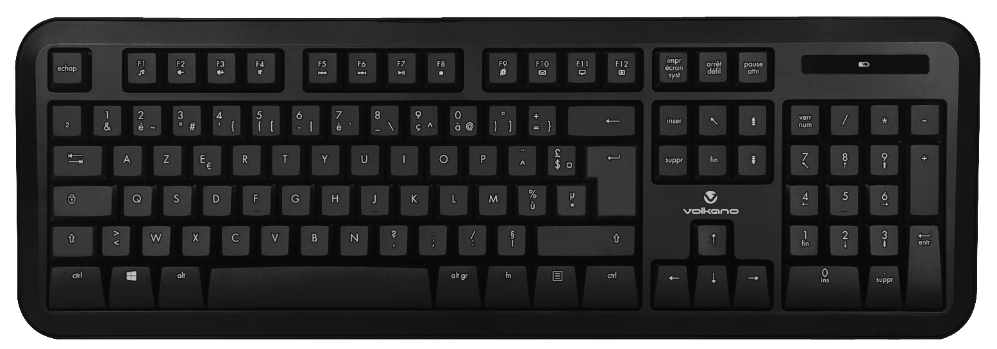 echap F1 F2 F3 F4 F5 F6 F7 F8 F9 F10 F11 F12 impr écran syst arrêt défil pause attn
² 1 & 2 é ~ 3 " # 4 ' { 5 ( [ 6 - | 7 è ` 8 _ \ 9 ç ^ 0 à @ ° ) ] + = } ← inser ↖ ⇞ verr num / * -
↹ A Z E € R T Y U I O P ¨ ^ £ $ ¤ ↵ suppr fin ⇟ 7 ↖ 8 ↑ 9 ⇞ +
Q S D F G H J K L M % ù µ * 4 ← 5 6 →
volkano
⇧ > < W X C V B N ? , . ; / : § ! ⇧ ↑ 1 fin 2 ↓ 3 ⇟ entr
ctrl alt alt gr fn ctrl ← ↓ → 0 ins . suppr